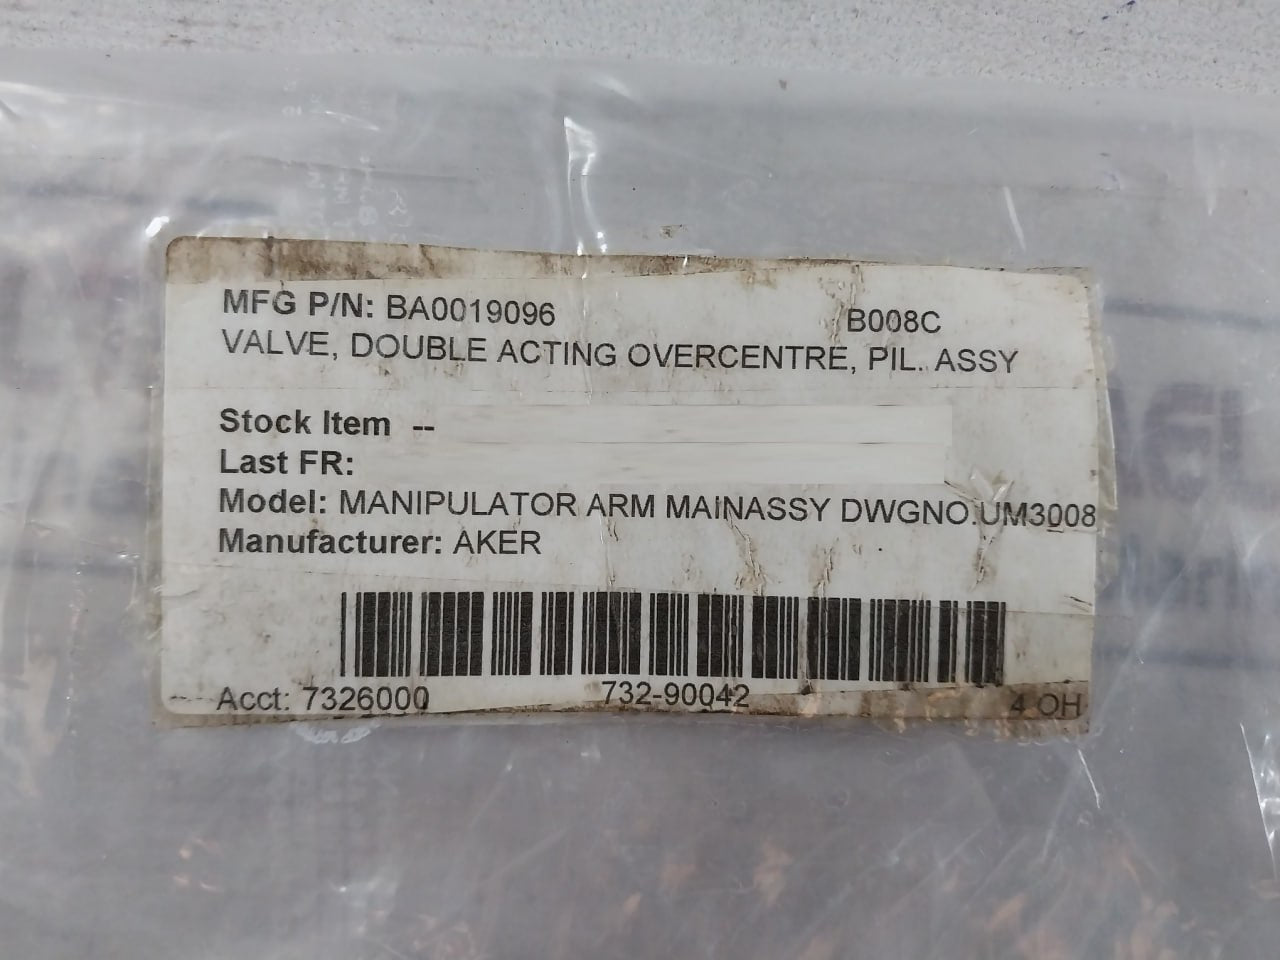 MFG P/N: BA0019096 B008C
VALVE, DOUBLE ACTING OVERCENTRE, PIL. ASSY
Stock Item --
Last FR:
Model: MANIPULATOR ARM MAINASSY DWGNO.UM3008
Manufacturer: AKER
Acct: 7326000 732-90042 4 OH